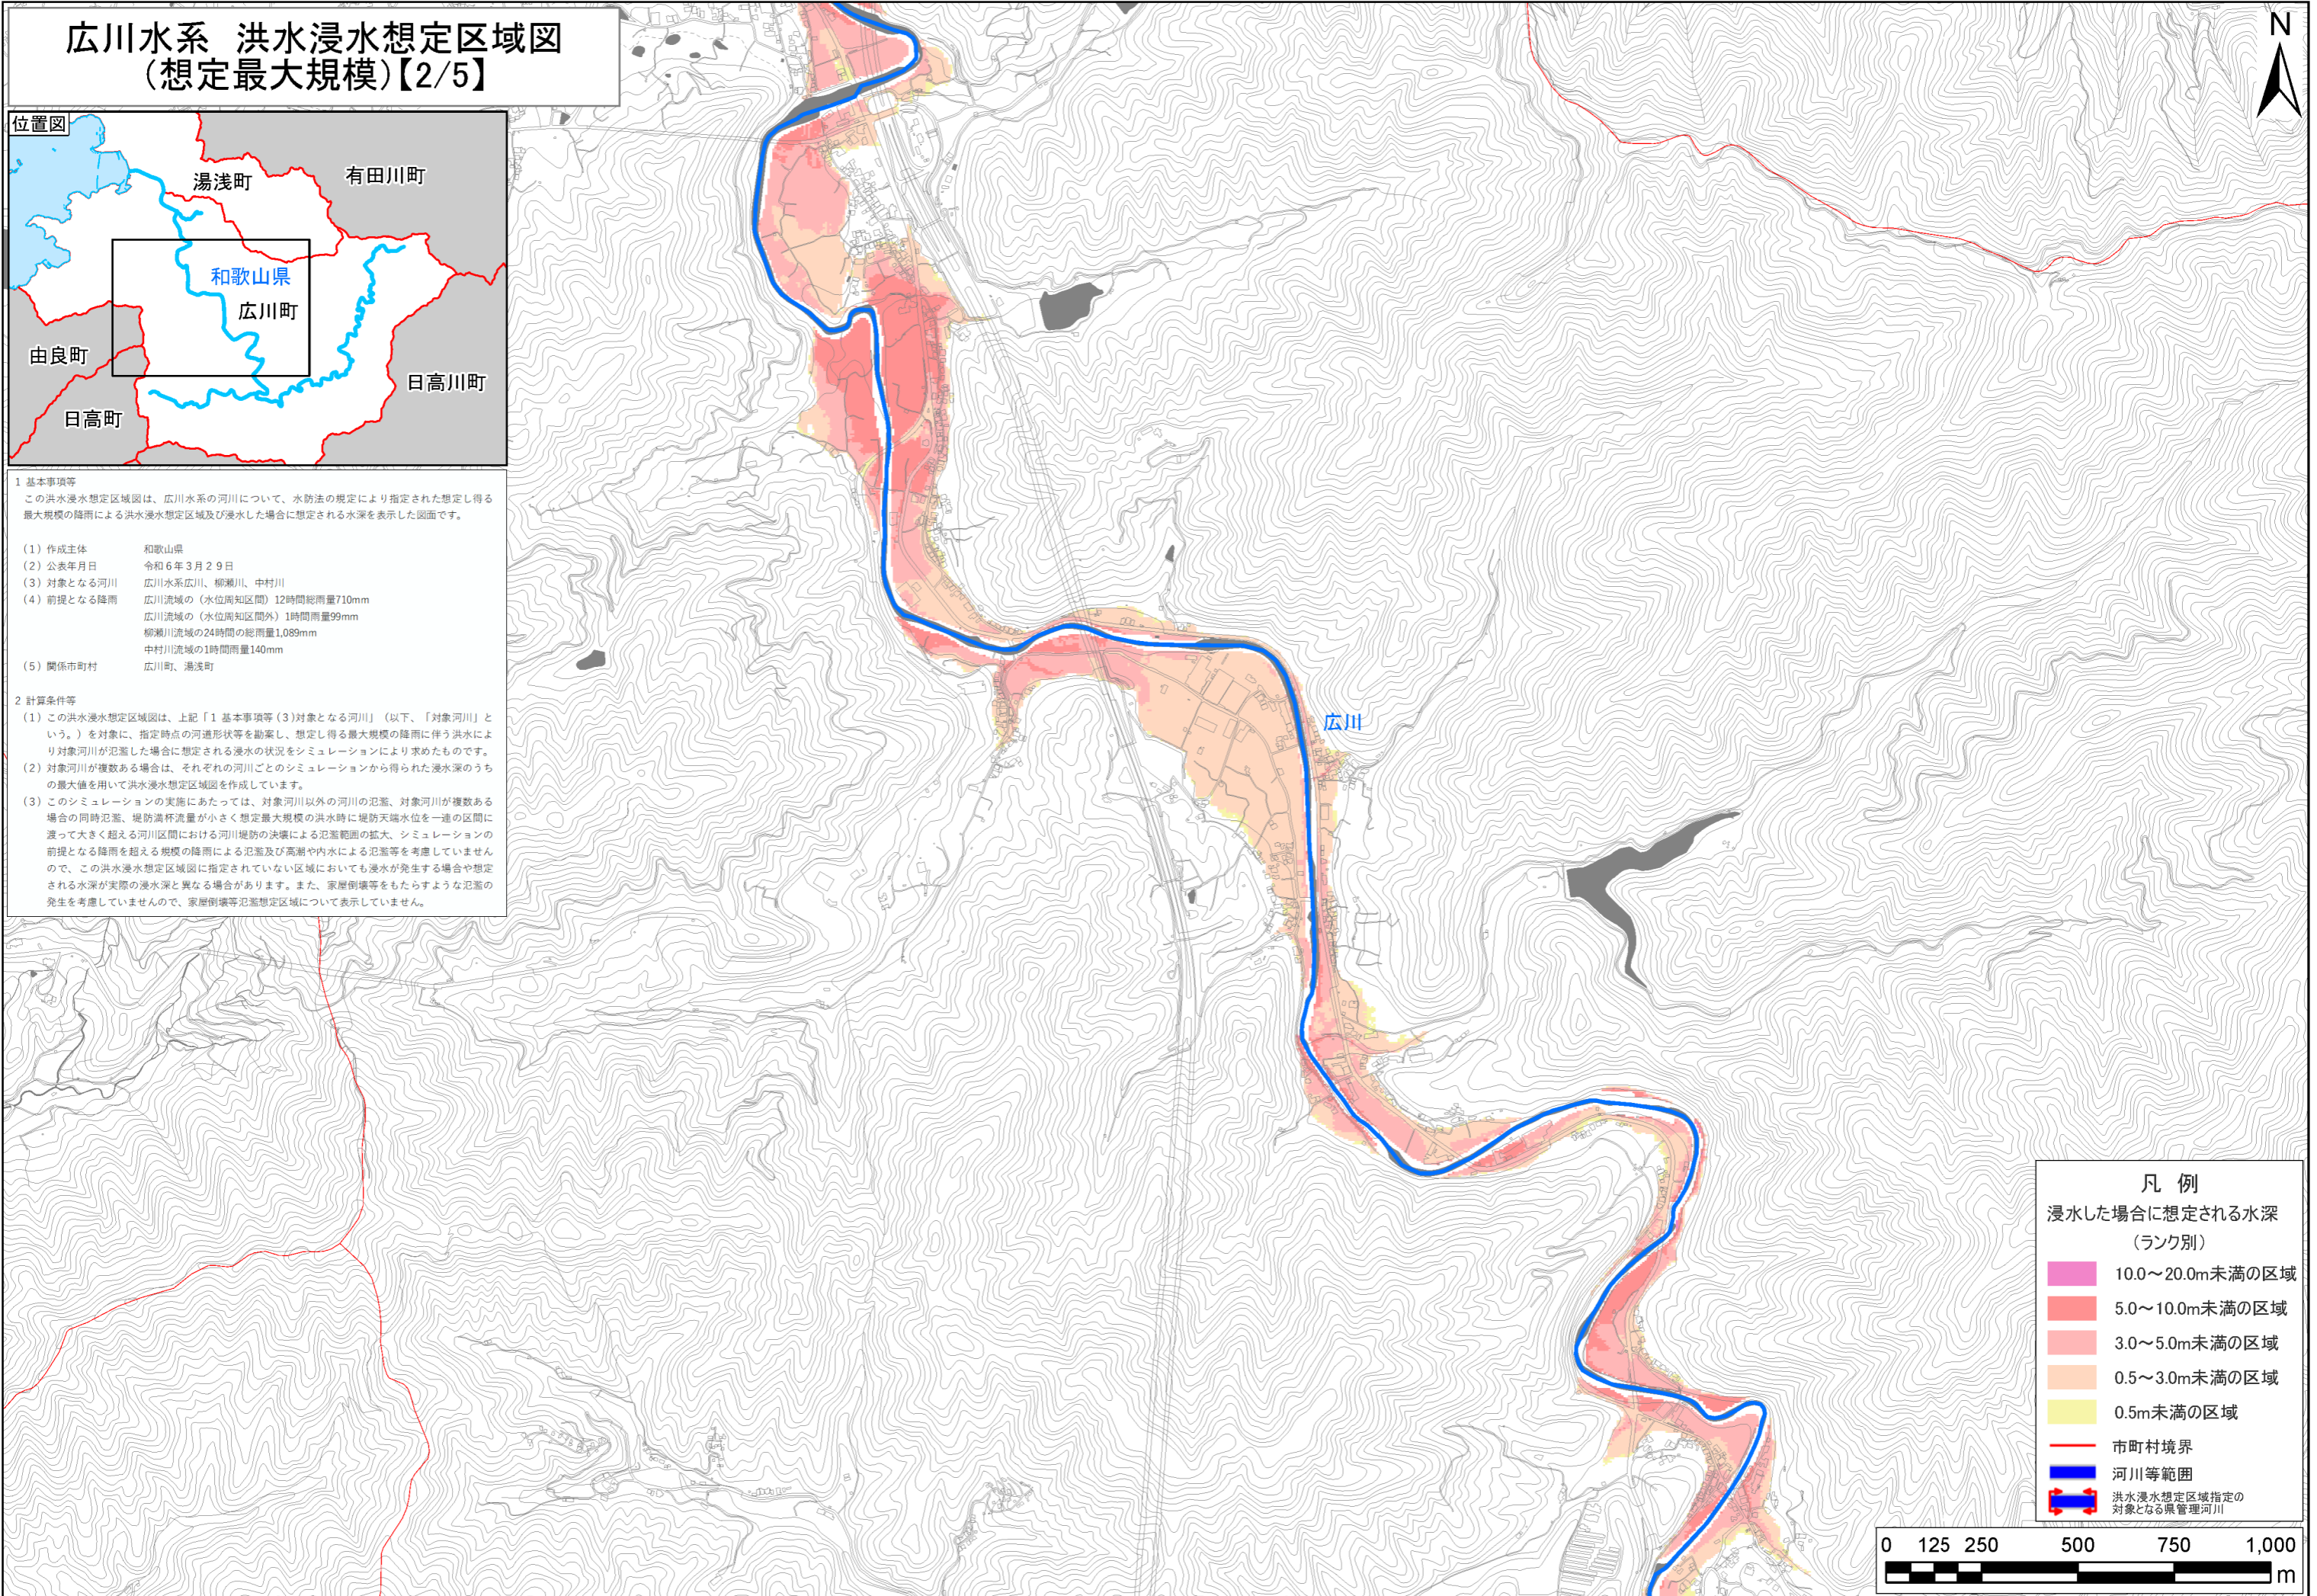 広川水系 洪水浸水想定区域図
(想定最大規模)【2/5】
位置図
湯浅町
有田川町
和歌山県
広川町
由良町
日高町
日高川町
1 基本事項等
この洪水浸水想定区域図は、広川水系の河川について、水防法の規定により指定された想定し得る
最大規模の降雨による洪水浸水想定区域及び浸水した場合に想定される水深を表示した図面です。
(1)作成主体 和歌山県
(2)公表年月日 令和6年3月29日
(3)対象となる河川 広川水系広川、柳瀬川、中村川
(4)前提となる降雨 広川流域の(水位周知区間)12時間総雨量710mm
広川流域の(水位周知区間外)1時間雨量99mm
柳瀬川流域の24時間の総雨量1,089mm
中村川流域の1時間雨量140mm
(5)関係市町村 広川町、湯浅町
2 計算条件等
(1)この洪水浸水想定区域図は、上記「1 基本事項等(3)対象となる河川」(以下、「対象河川」と
いう。)を対象に、指定時点の河道形状等を勘案し、想定し得る最大規模の降雨に伴う洪水によ
り対象河川が氾濫した場合に想定される浸水の状況をシミュレーションにより求めたものです。
(2)対象河川が複数ある場合は、それぞれの河川ごとのシミュレーションから得られた浸水深のうち
の最大値を用いて洪水浸水想定区域図を作成しています。
(3)このシミュレーションの実施にあたっては、対象河川以外の河川の氾濫、対象河川が複数ある
場合の同時氾濫、堤防満杯流量が小さく想定最大規模の洪水時に堤防天端水位を一連の区間に
渡って大きく超える河川区間における河川堤防の決壊による氾濫範囲の拡大、シミュレーションの
前提となる降雨を超える規模の降雨による氾濫及び高潮や内水による氾濫等を考慮していません
ので、この洪水浸水想定区域図に指定されていない区域においても浸水が発生する場合や想定
される水深が実際の浸水深と異なる場合があります。また、家屋倒壊等をもたらすような氾濫の
発生を考慮していませんので、家屋倒壊等氾濫想定区域について表示していません。
N
広川
凡 例
浸水した場合に想定される水深
(ランク別)
10.0～20.0m未満の区域
5.0～10.0m未満の区域
3.0～5.0m未満の区域
0.5～3.0m未満の区域
0.5m未満の区域
市町村境界
河川等範囲
洪水浸水想定区域指定の
対象となる県管理河川
0 125 250 500 750 1,000
m